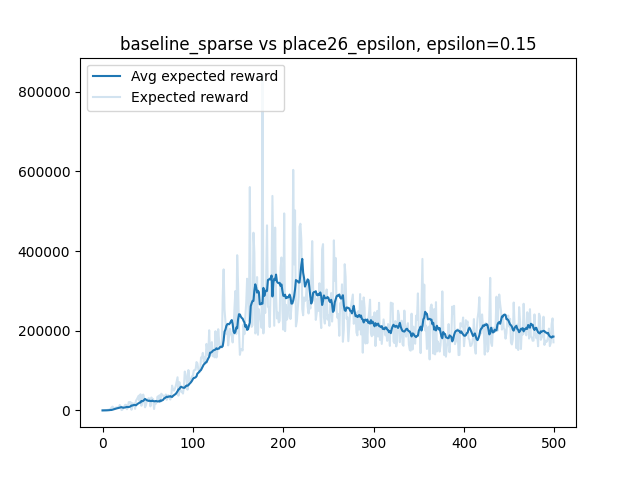 baseline_sparse vs place26_epsilon, epsilon=0.15
Avg expected reward
Expected reward
800000
600000
400000
200000
0
0 100 200 300 400 500